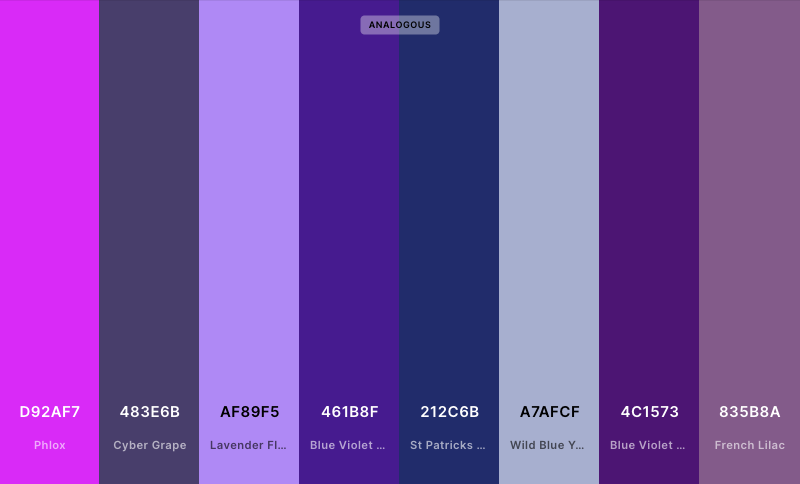 ANALOGOUS
D92AF7 483E6B AF89F5 461B8F 212C6B A7AFCF 4C1573 835B8A
Phlox Cyber Grape Lavender Fl... Blue Violet ... St Patricks ... Wild Blue Y... Blue Violet ... French Lilac